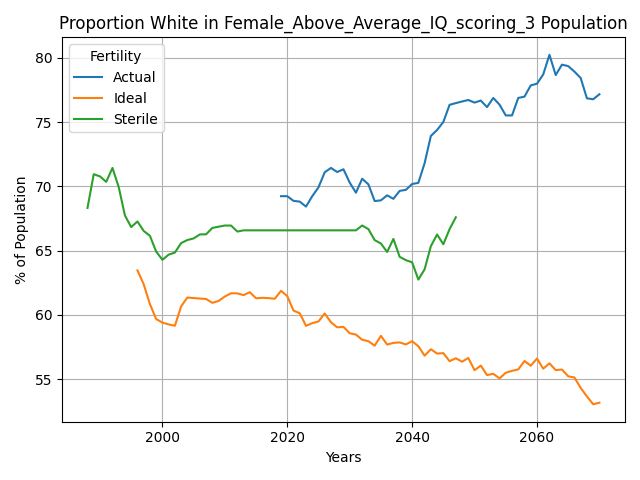 Proportion White in Female_Above_Average_IQ_scoring_3 Population
Fertility
Actual
Ideal
Sterile
80
75
70
65
60
55
% of Population
2000
2020
2040
2060
Years